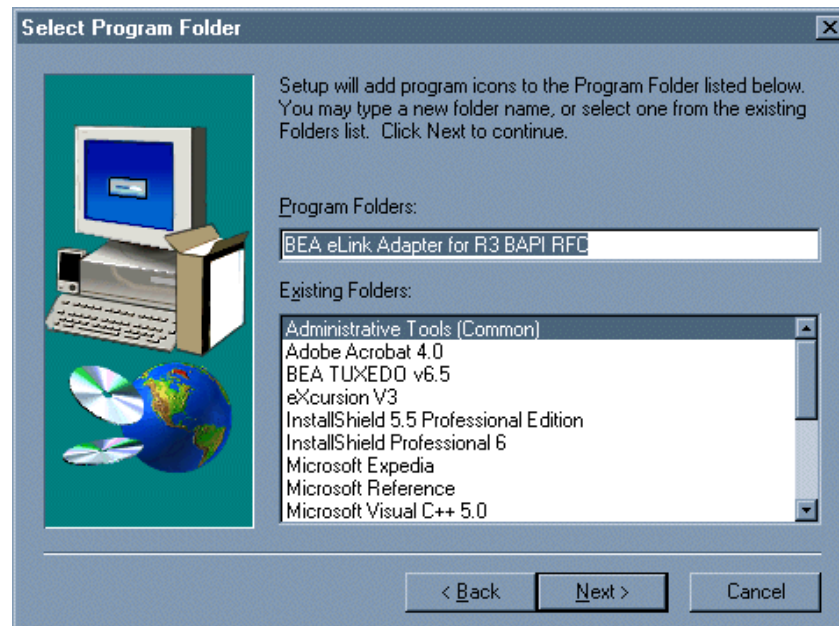 Select Program Folder
Setup will add program icons to the Program Folder listed below.
You may type a new folder name, or select one from the existing
Folders list. Click Next to continue.
Program Folders:
BEA eLink Adapter for R3 BAPI RFC
Existing Folders:
Administrative Tools (Common)
Adobe Acrobat 4.0
BEA TUXEDO v6.5
eXcursion V3
InstallShield 5.5 Professional Edition
InstallShield Professional 6
Microsoft Expedia
Microsoft Reference
Microsoft Visual C++ 5.0
< Back
Next >
Cancel